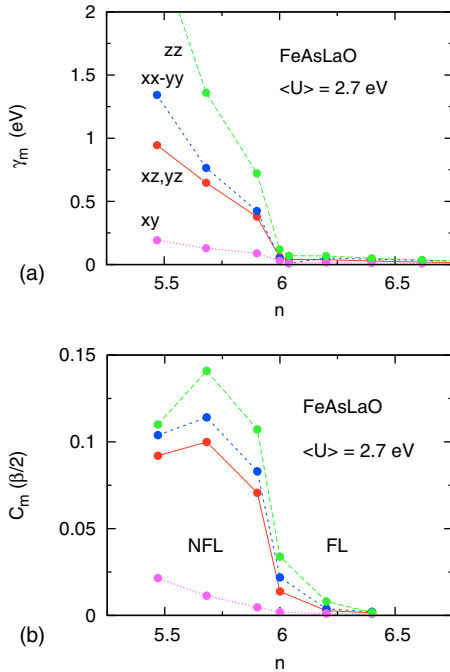 2
1.5
1
0.5
0
γm (eV)
zz
xx-yy
xz,yz
xy
FeAsLaO
<U> = 2.7 eV
5.5
6
6.5
n
(a)
0.15
0.1
0.05
0
Cm (β/2)
FeAsLaO
<U> = 2.7 eV
NFL
FL
5.5
6
6.5
n
(b)